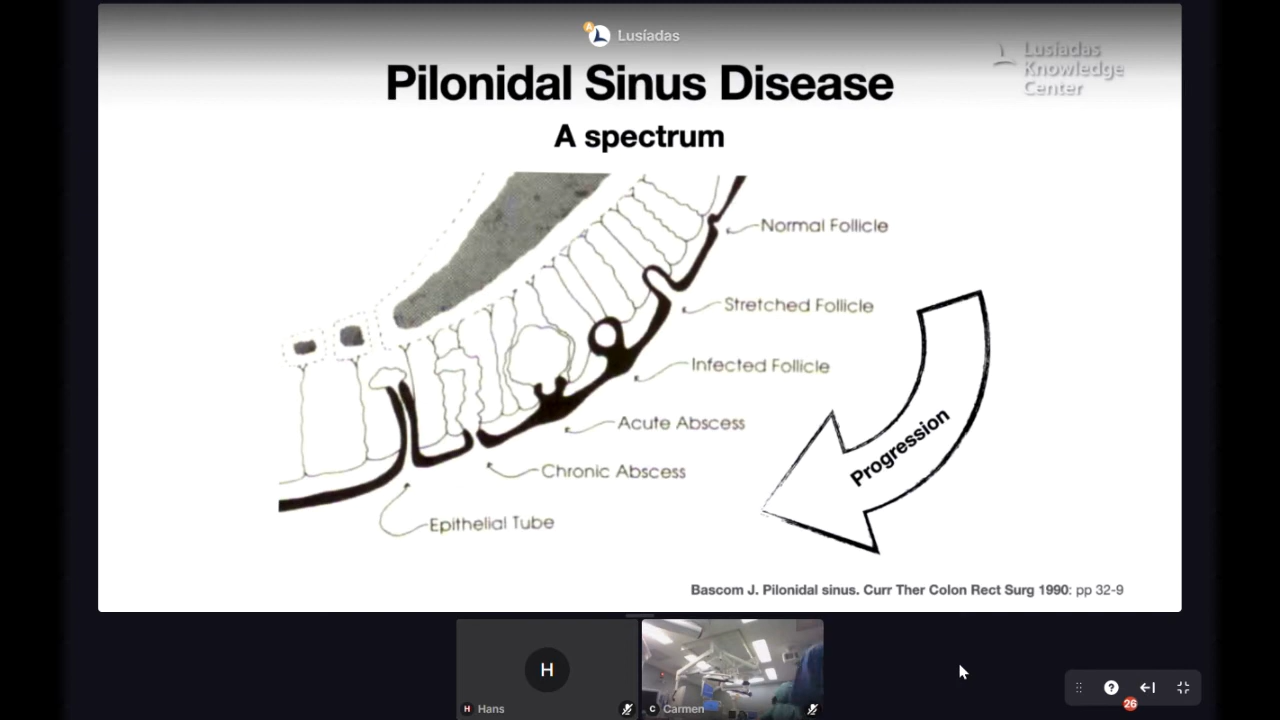 Lusíadas
Lusíadas
Knowledge
Center
Pilonidal Sinus Disease
A spectrum
Normal Follicle
Stretched Follicle
Infected Follicle
Acute Abscess
Chronic Abscess
Epithelial Tube
Progression
Bascom J. Pilonidal sinus. Curr Ther Colon Rect Surg 1990: pp 32-9
H
H Hans
C Carmen
?
26